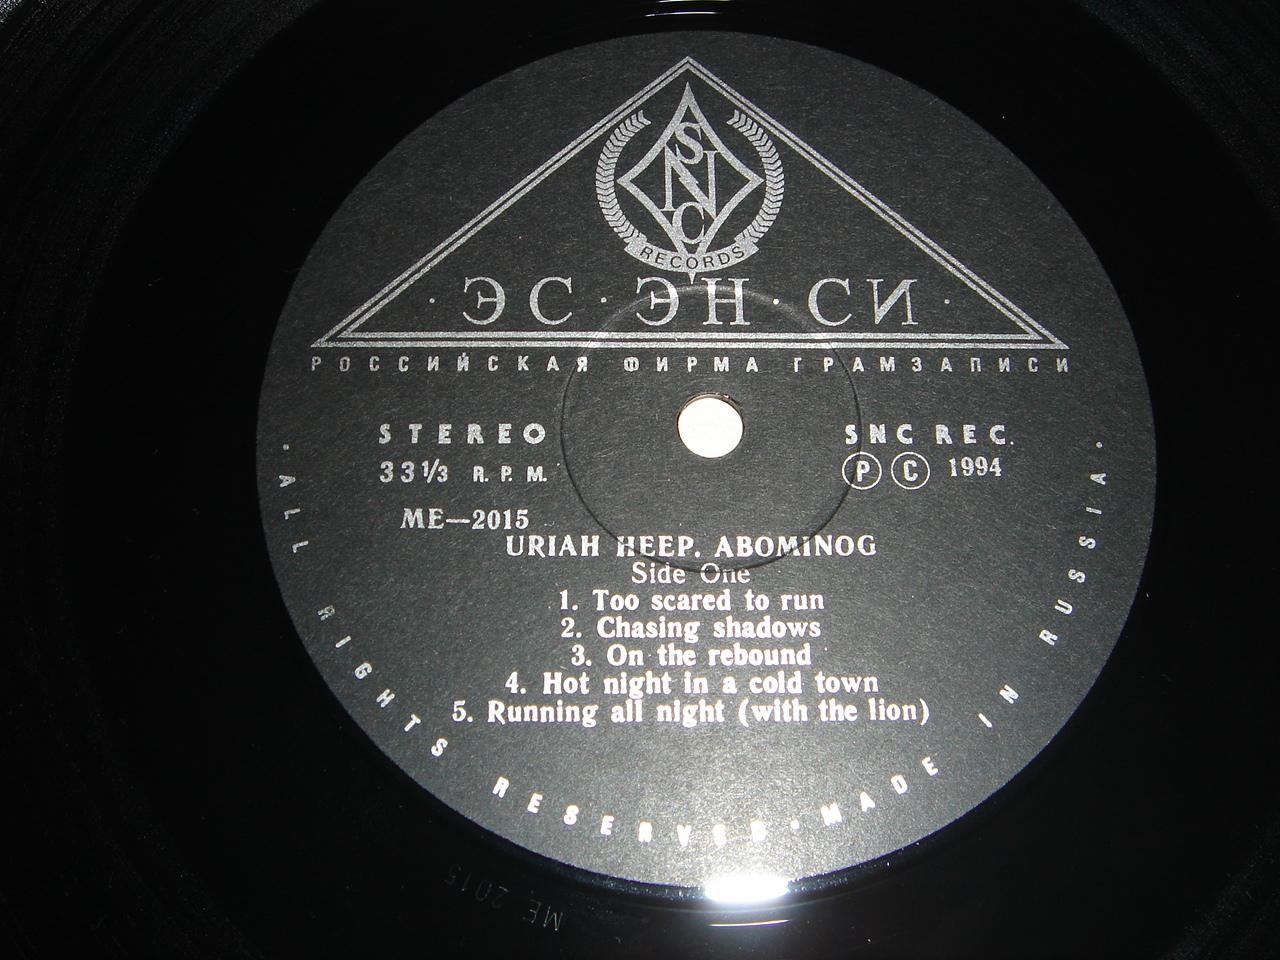 SNC
RECORDS
· ЭС · ЭН · СИ ·
РОССИЙСКАЯ ФИРМА ГРАМЗАПИСИ
STEREO
33 1/3 R. P. M.
SNC REC.
Ⓟ Ⓒ 1994
ME—2015
URIAH HEEP. ABOMINOG
Side One
1. Too scared to run
2. Chasing shadows
3. On the rebound
4. Hot night in a cold town
5. Running all night (with the lion)
· ALL RIGHTS RESERVED · MADE IN RUSSIA ·
ME 2015